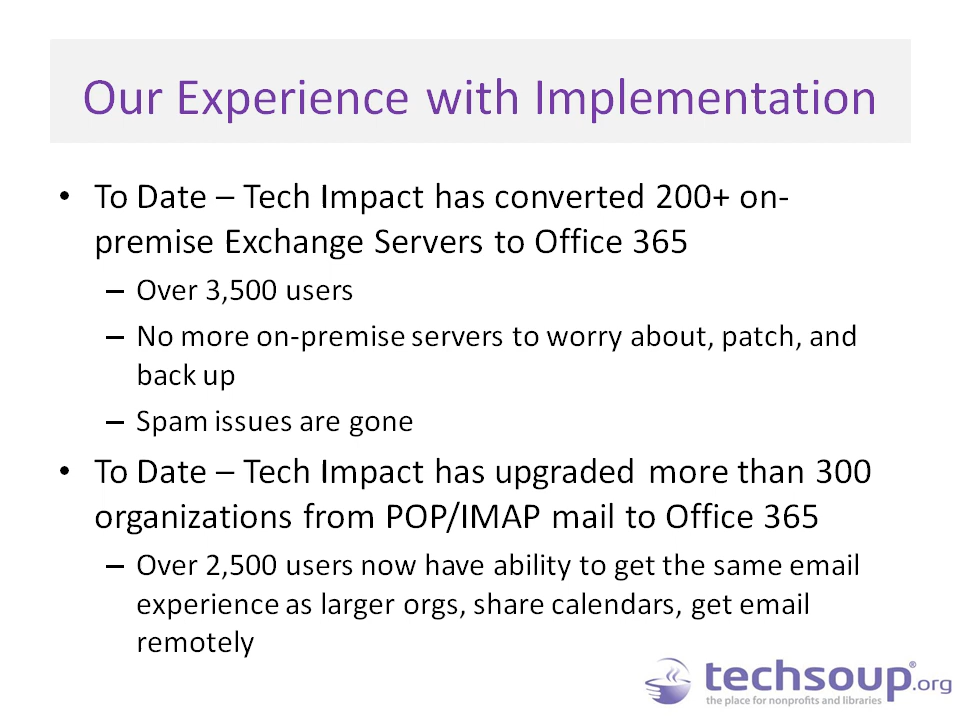 Our Experience with Implementation
• To Date – Tech Impact has converted 200+ on-
premise Exchange Servers to Office 365
– Over 3,500 users
– No more on-premise servers to worry about, patch, and
back up
– Spam issues are gone
• To Date – Tech Impact has upgraded more than 300
organizations from POP/IMAP mail to Office 365
– Over 2,500 users now have ability to get the same email
experience as larger orgs, share calendars, get email
remotely
techsoup®.org
the place for nonprofits and libraries